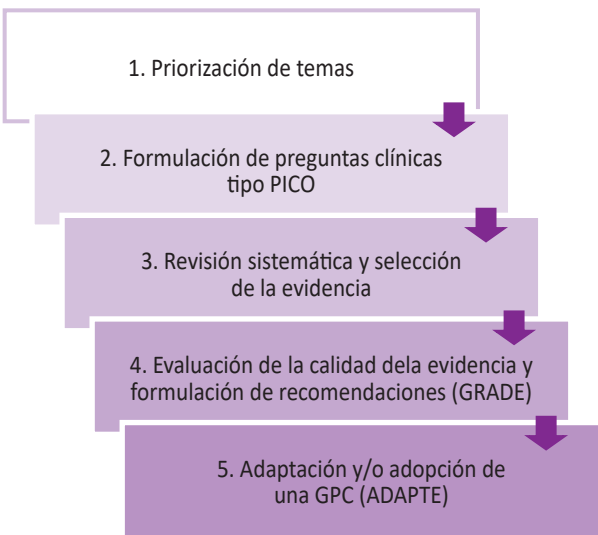 1. Priorización de temas
2. Formulación de preguntas clínicas
tipo PICO
3. Revisión sistemática y selección
de la evidencia
4. Evaluación de la calidad dela evidencia y
formulación de recomendaciones (GRADE)
5. Adaptación y/o adopción de
una GPC (ADAPTE)